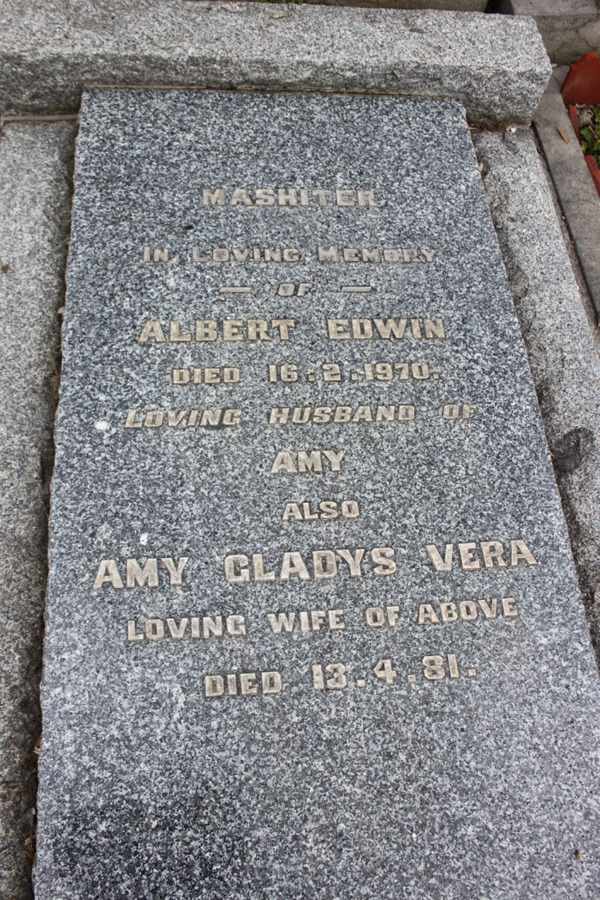 MASHITER
IN LOVING MEMORY
— OF —
ALBERT EDWIN
DIED 16.2.1970.
LOVING HUSBAND OF
AMY
ALSO
AMY GLADYS VERA
LOVING WIFE OF ABOVE
DIED 13.4.81.